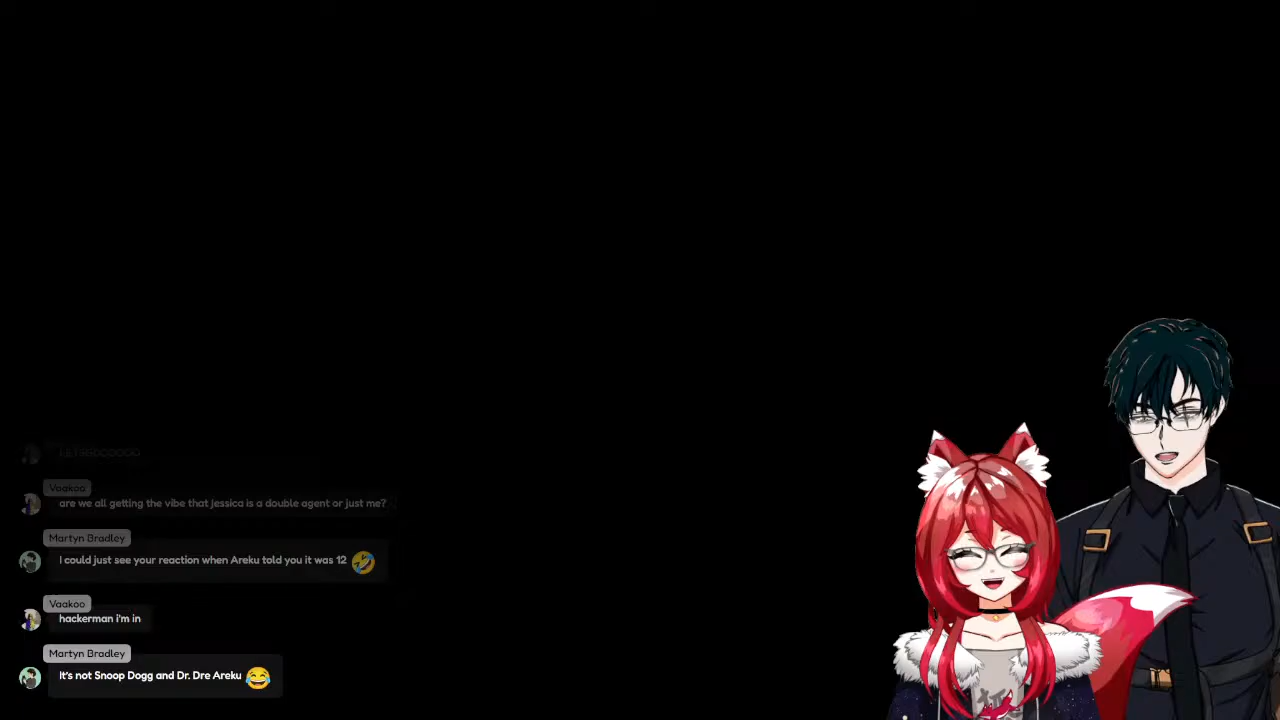 LETSGOOOOOO
Vaakoo
are we all getting the vibe that Jessica is a double agent or just me?
Martyn Bradley
I could just see your reaction when Areku told you it was 12 🤣
Vaakoo
hackerman i'm in
Martyn Bradley
It's not Snoop Dogg and Dr. Dre Areku 😂